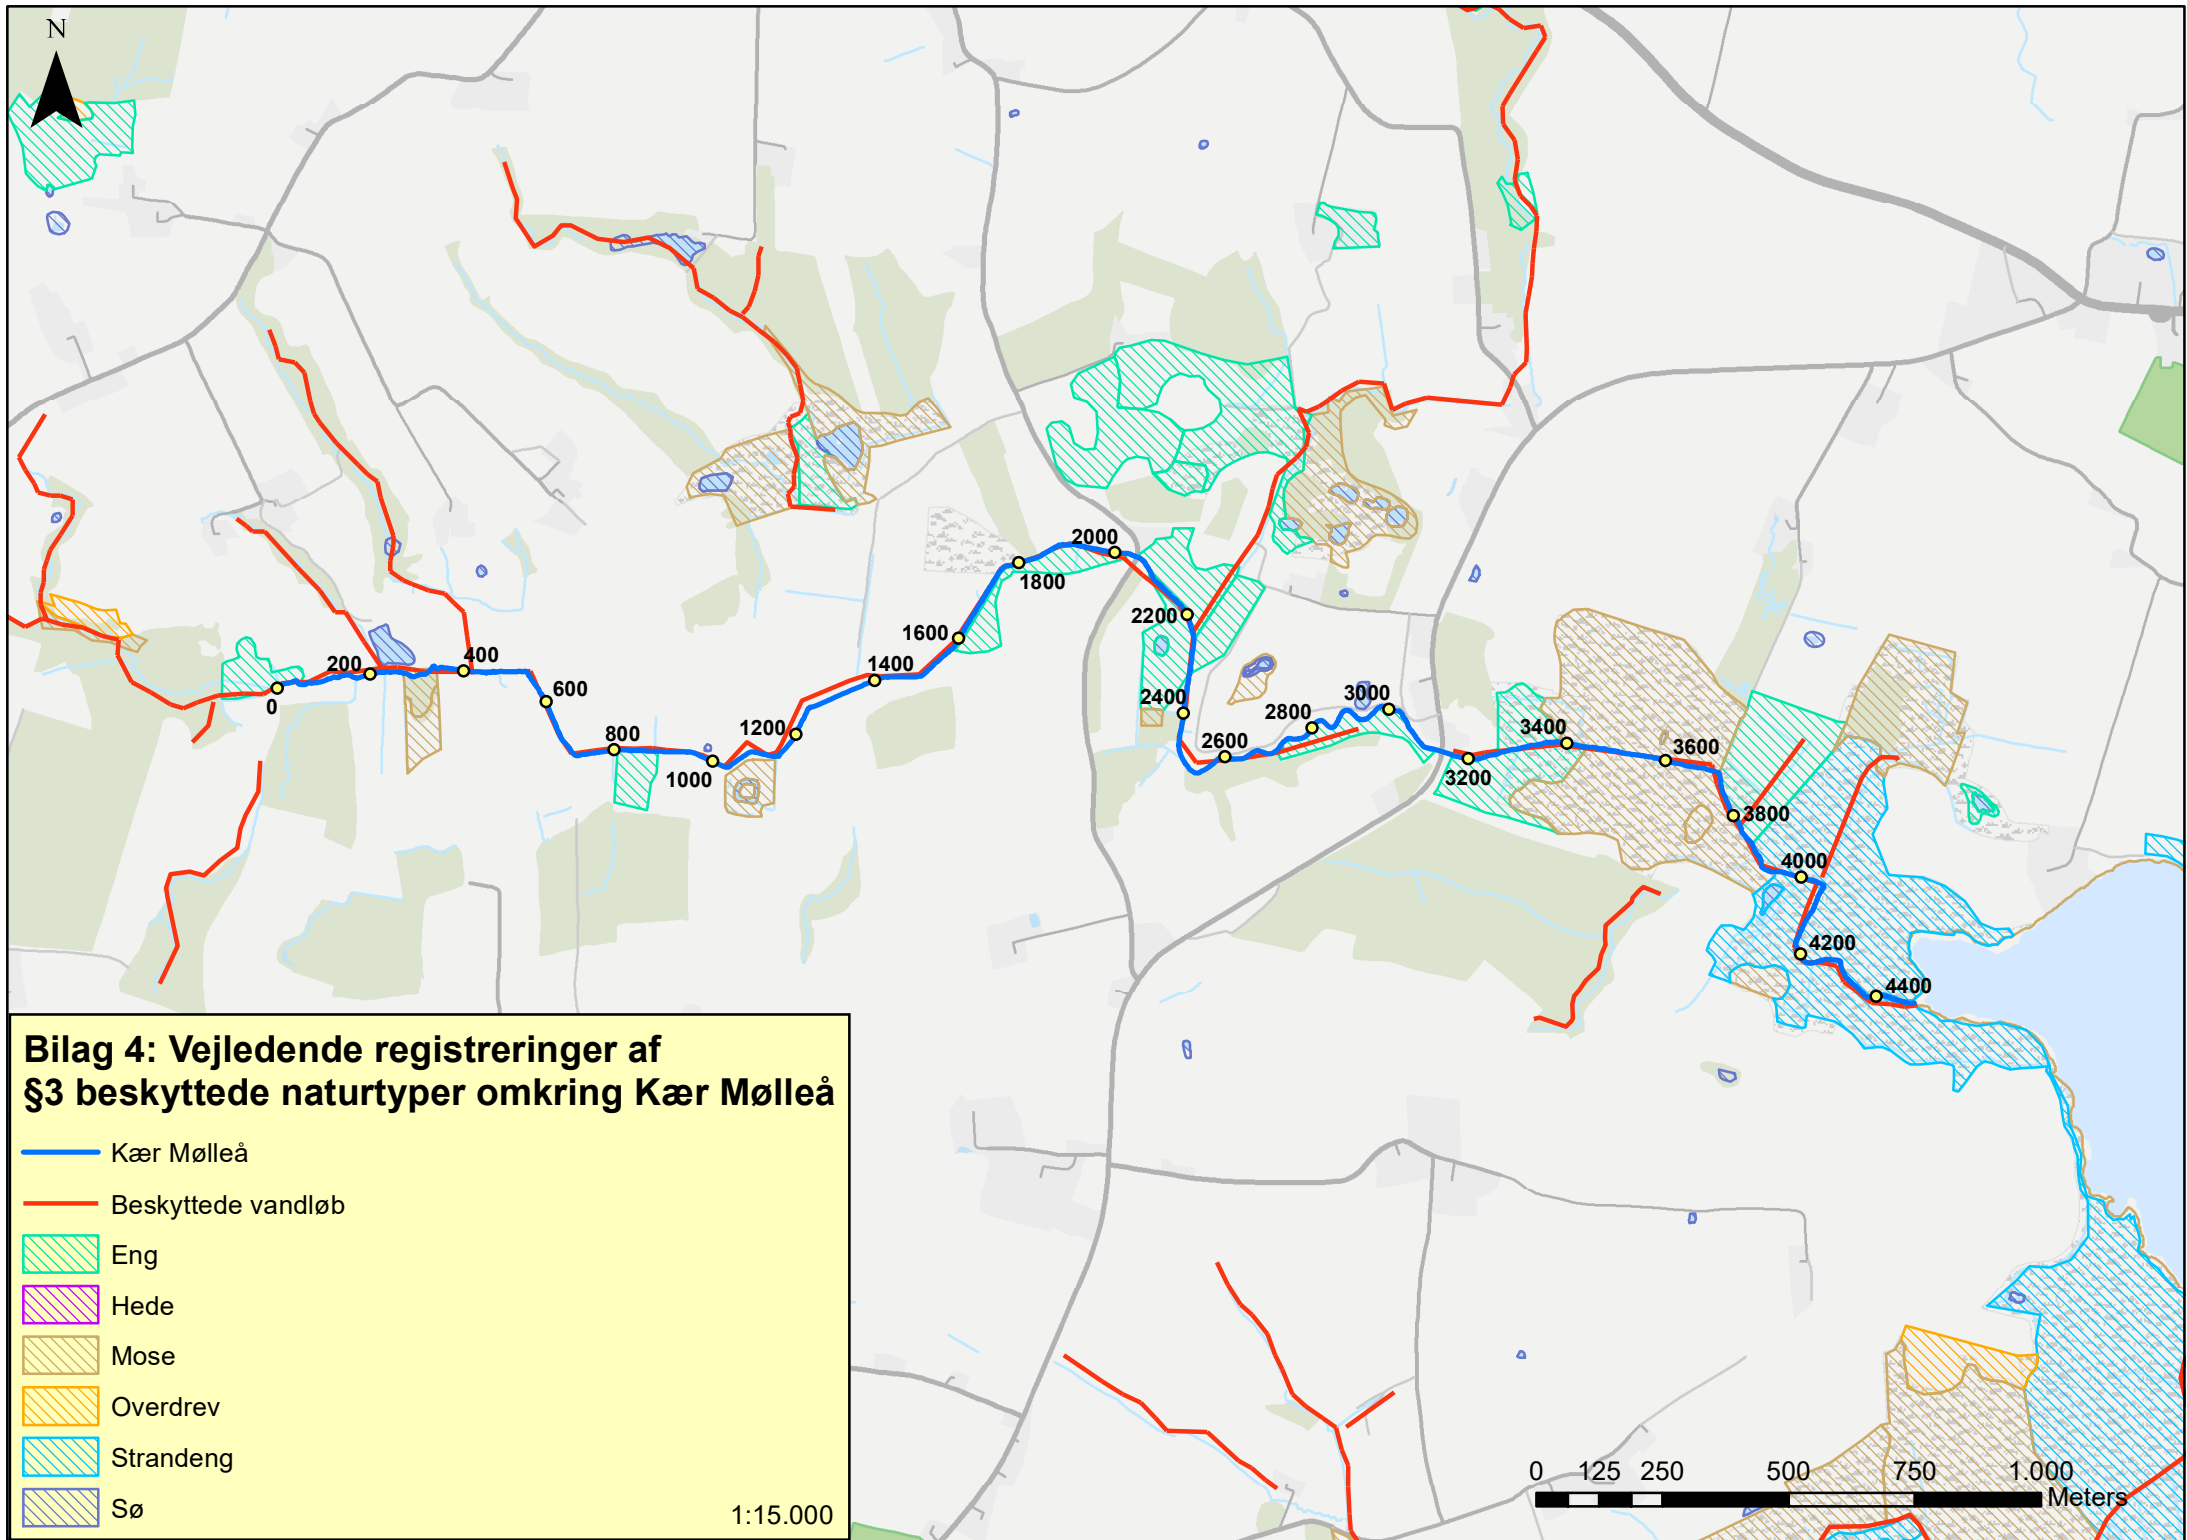 N
0
200
400
600
800
1000
1200
1400
1600
1800
2000
2200
2400
2600
2800
3000
3200
3400
3600
3800
4000
4200
4400
Bilag 4: Vejledende registreringer af
§3 beskyttede naturtyper omkring Kær Mølleå
Kær Mølleå
Beskyttede vandløb
Eng
Hede
Mose
Overdrev
Strandeng
Sø
1:15.000
0 125 250 500 750 1.000
Meters